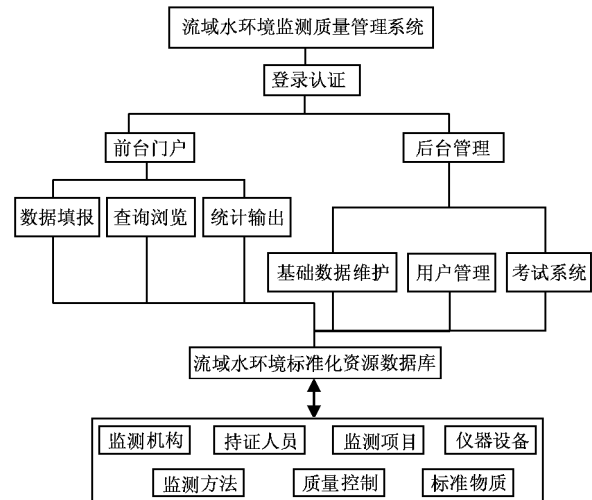 流域水环境监测质量管理系统
登录认证
前台门户
后台管理
数据填报
查询浏览
统计输出
基础数据维护
用户管理
考试系统
流域水环境标准化资源数据库
监测机构
持证人员
监测项目
仪器设备
监测方法
质量控制
标准物质